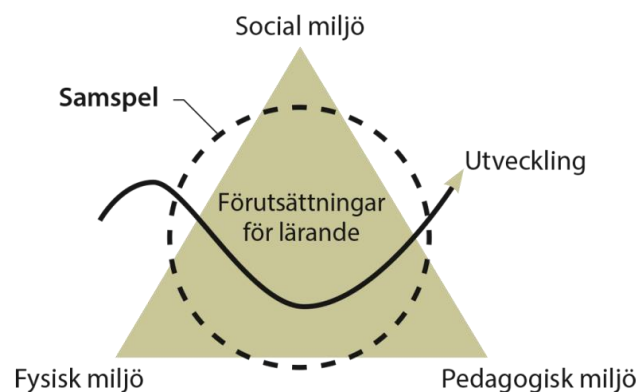 Social miljö
Samspel
Utveckling
Förutsättningar
för lärande
Fysisk miljö
Pedagogisk miljö